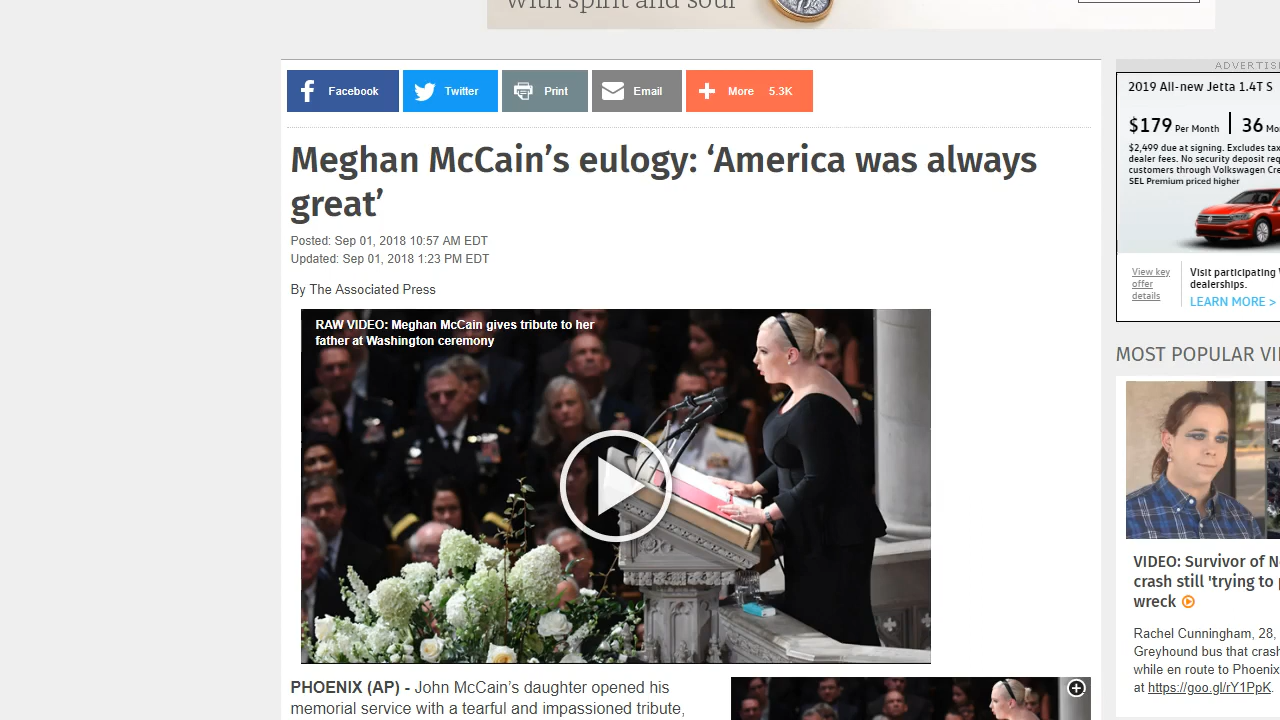 with spirit and soul
Facebook
Twitter
Print
Email
More 5.3K
Meghan McCain’s eulogy: ‘America was always
great’
Posted: Sep 01, 2018 10:57 AM EDT
Updated: Sep 01, 2018 1:23 PM EDT
By The Associated Press
RAW VIDEO: Meghan McCain gives tribute to her
father at Washington ceremony
PHOENIX (AP) - John McCain’s daughter opened his
memorial service with a tearful and impassioned tribute,
2019 All-new Jetta 1.4T S
$179 Per Month | 36
$2,499 due at signing. Excludes
dealer fees. No security deposit
customers through Volkswagen
SEL Premium priced higher
View key
offer
details
Visit participating
dealerships.
LEARN MORE >
MOST POPULAR
VIDEO: Survivor of
crash still 'trying to
wreck
Rachel Cunningham, 28,
Greyhound bus that
while en route to Phoenix
at https://goo.gl/rY1PpK.